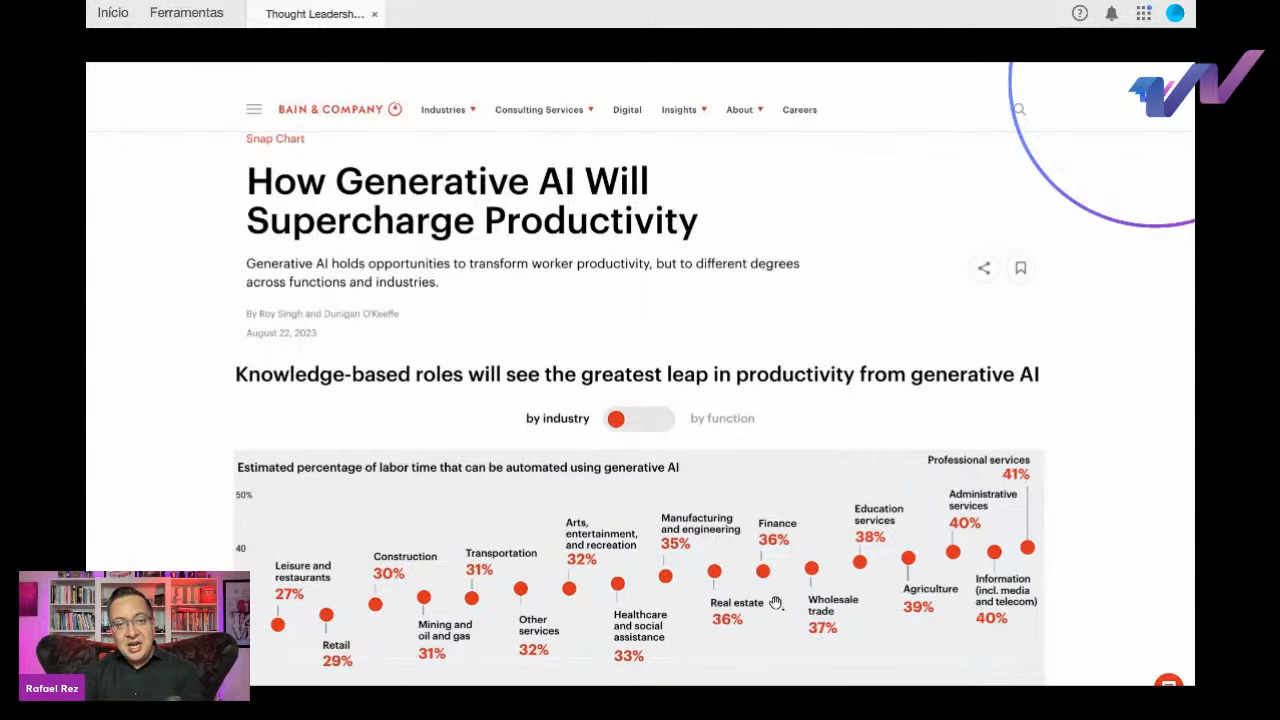 Início Ferramentas Thought Leadersh... ×
BAIN & COMPANY Industries Consulting Services Digital Insights About Careers
Snap Chart
How Generative AI Will
Supercharge Productivity
Generative AI holds opportunities to transform worker productivity, but to different degrees
across functions and industries.
By Roy Singh and Dunigan O'Keeffe
August 22, 2023
Knowledge-based roles will see the greatest leap in productivity from generative AI
by industry by function
Estimated percentage of labor time that can be automated using generative AI
50%
40
Leisure and
restaurants
27%
Retail
29%
Construction
30%
Mining and
oil and gas
31%
Transportation
31%
Other
services
32%
Arts,
entertainment,
and recreation
32%
Healthcare
and social
assistance
33%
Manufacturing
and engineering
35%
Real estate
36%
Finance
36%
Wholesale
trade
37%
Education
services
38%
Agriculture
39%
Administrative
services
40%
Information
(incl. media
and telecom)
40%
Professional services
41%
Rafael Rez